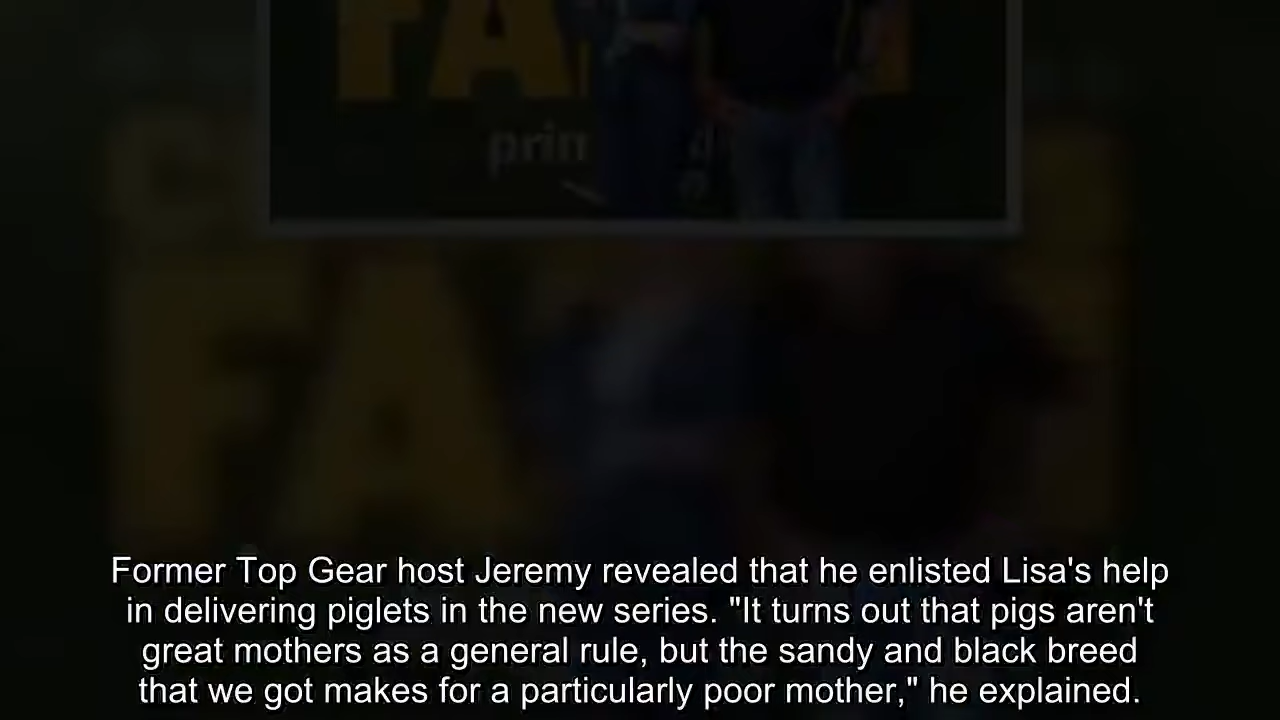 FA
prim
Former Top Gear host Jeremy revealed that he enlisted Lisa's help
in delivering piglets in the new series. "It turns out that pigs aren't
great mothers as a general rule, but the sandy and black breed
that we got makes for a particularly poor mother," he explained.